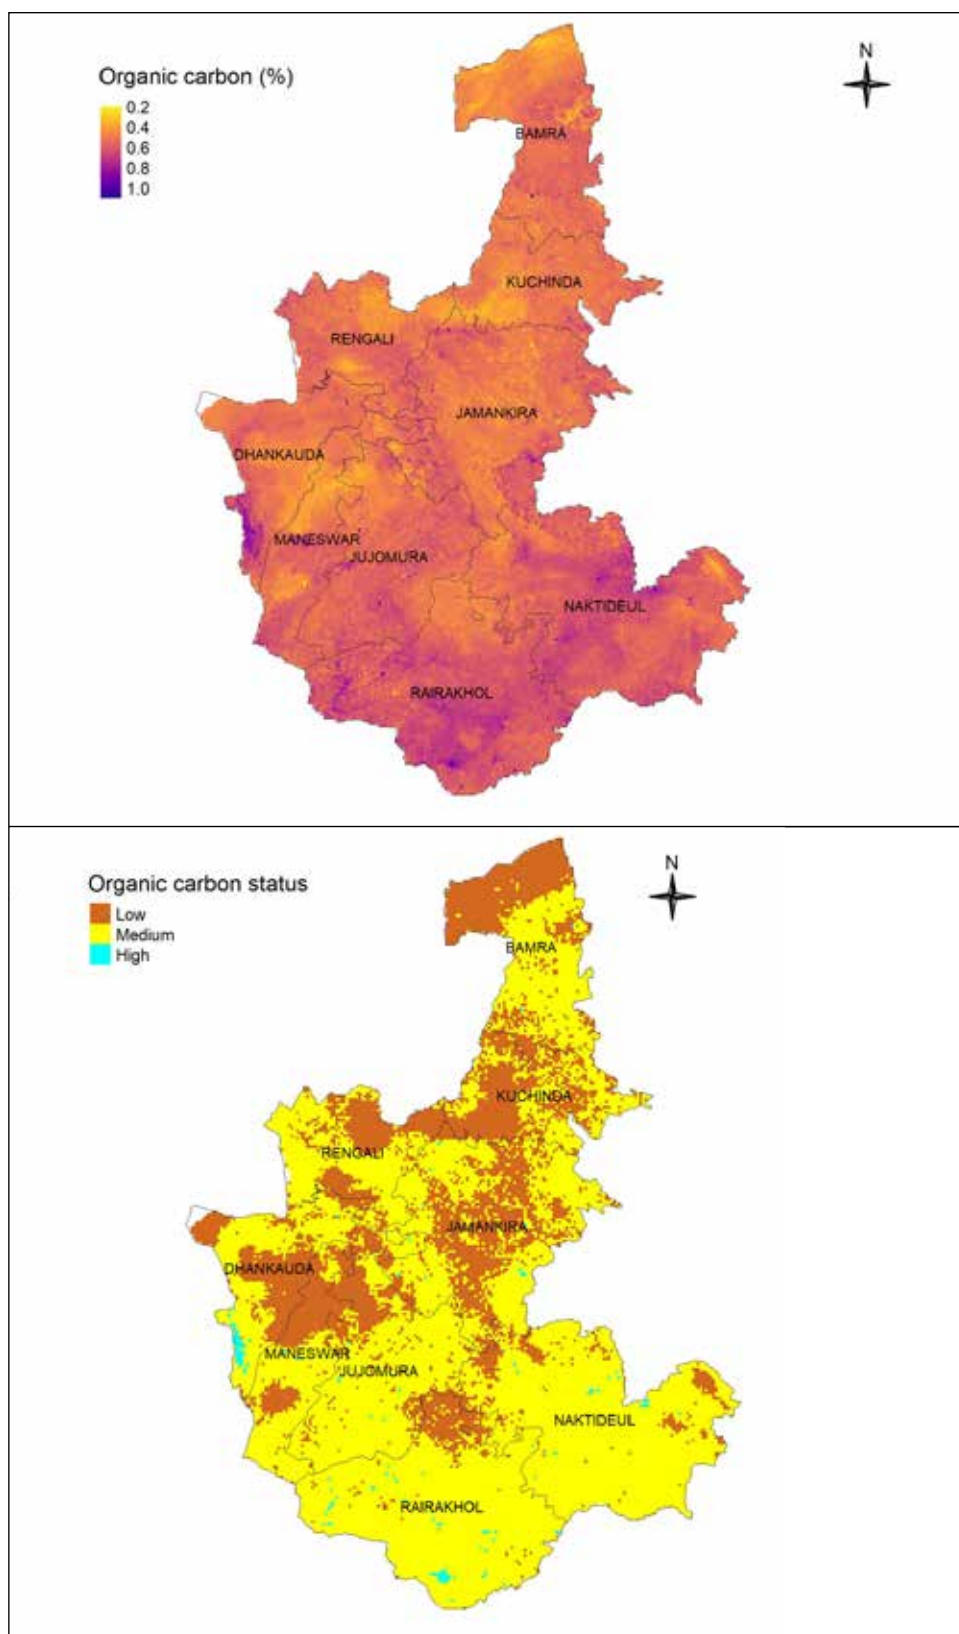 N
Organic carbon (%)
0.2
0.4
0.6
0.8
1.0
BAMRA
KUCHINDA
RENGALI
JAMANKIRA
DHANKAUDA
MANESWAR
JUJOMURA
NAKTIDEUL
RAIRAKHOL
N
Organic carbon status
Low
Medium
High
BAMRA
KUCHINDA
RENGALI
JAMANKIRA
DHANKAUDA
MANESWAR
JUJOMURA
NAKTIDEUL
RAIRAKHOL